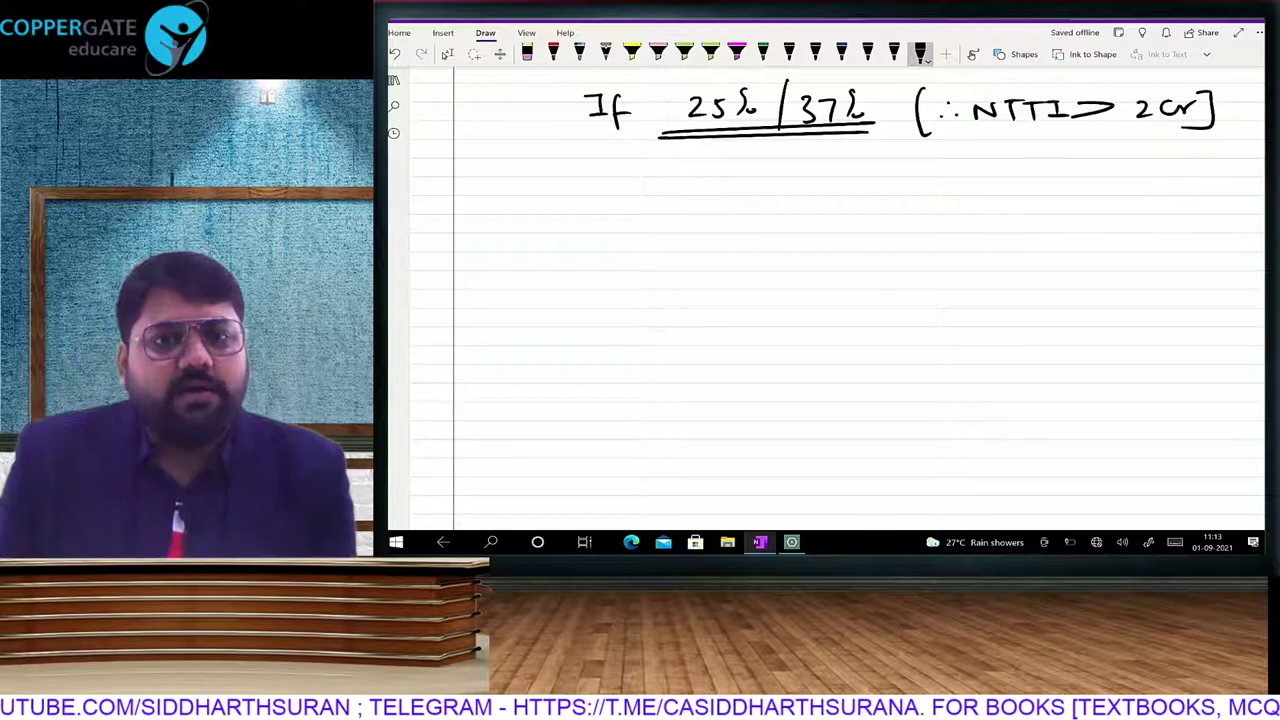 COPPERGATE
educare
Home Insert Draw View Help
Saved offline
Share
Shapes
Ink to Shape
Ink to Text
If 25% / 37% [∴ NTTI > 2 Cr]
27°C Rain showers
11:13
01-09-2021
UTUBE.COM/SIDDHARTHSURAN ; TELEGRAM - HTTPS://T.ME/CASIDDHARTHSURANA. FOR BOOKS [TEXTBOOKS, MCQ